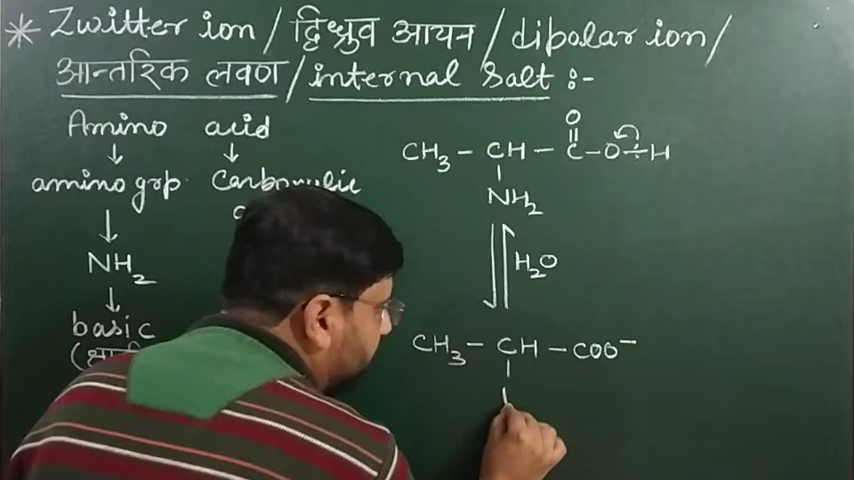 * Zwitter ion / द्विध्रुव आयन / dipolar ion /
आन्तरिक लवण / internal Salt :-
Amino acid
↓ ↓
amino grp. Carboxylic
↓
NH₂
↓
basic
O
||
CH₃ - CH - C - O ÷ H
|
NH₂
⇌ H₂O
CH₃ - CH - COO⁻
|